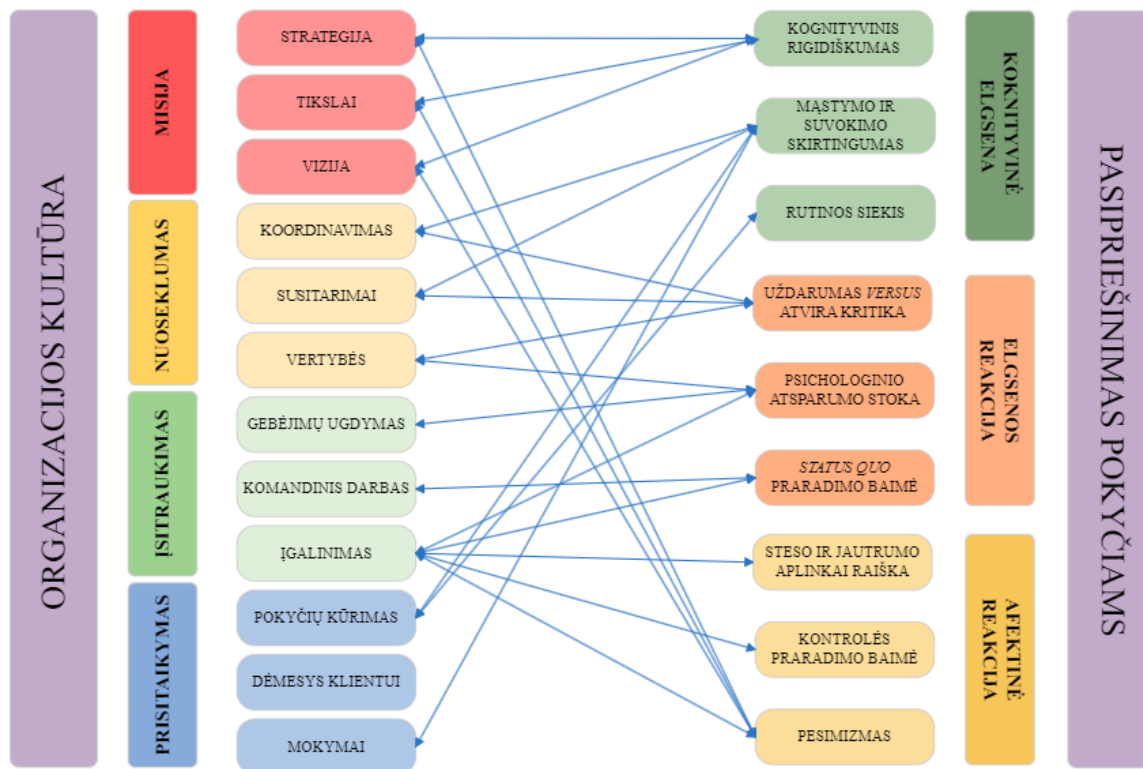 ORGANIZACIJOS KULTŪRA
MISIJA
NUOSEKLUMAS
ĮSITRAUKIMAS
PRISITAIKYMAS
STRATEGIJA
TIKSLAI
VIZIJA
KOORDINAVIMAS
SUSITARIMAI
VERTYBĖS
GEBĖJIMŲ UGDYMAS
KOMANDINIS DARBAS
ĮGALINIMAS
POKYČIŲ KŪRIMAS
DĖMESYS KLIENTUI
MOKYMAI
KOGNITYVINIS
RIGIDIŠKUMAS
MĄSTYMO IR
SUVOKIMO
SKIRTINGUMAS
RUTINOS SIEKIS
UŽDARUMAS VERSUS
ATVIRA KRITIKA
PSICHOLOGINIO
ATSPARUMO STOKA
STATUS QUO
PRARADIMO BAIMĖ
STESO IR JAUTRUMO
APLINKAI RAIŠKA
KONTROLĖS
PRARADIMO BAIMĖ
PESIMIZMAS
KOKNITYVINĖ
ELGSENA
ELGSENOS
REAKCIJA
AFEKTINĖ
REAKCIJA
PASIPRIEŠINIMAS POKYČIAMS